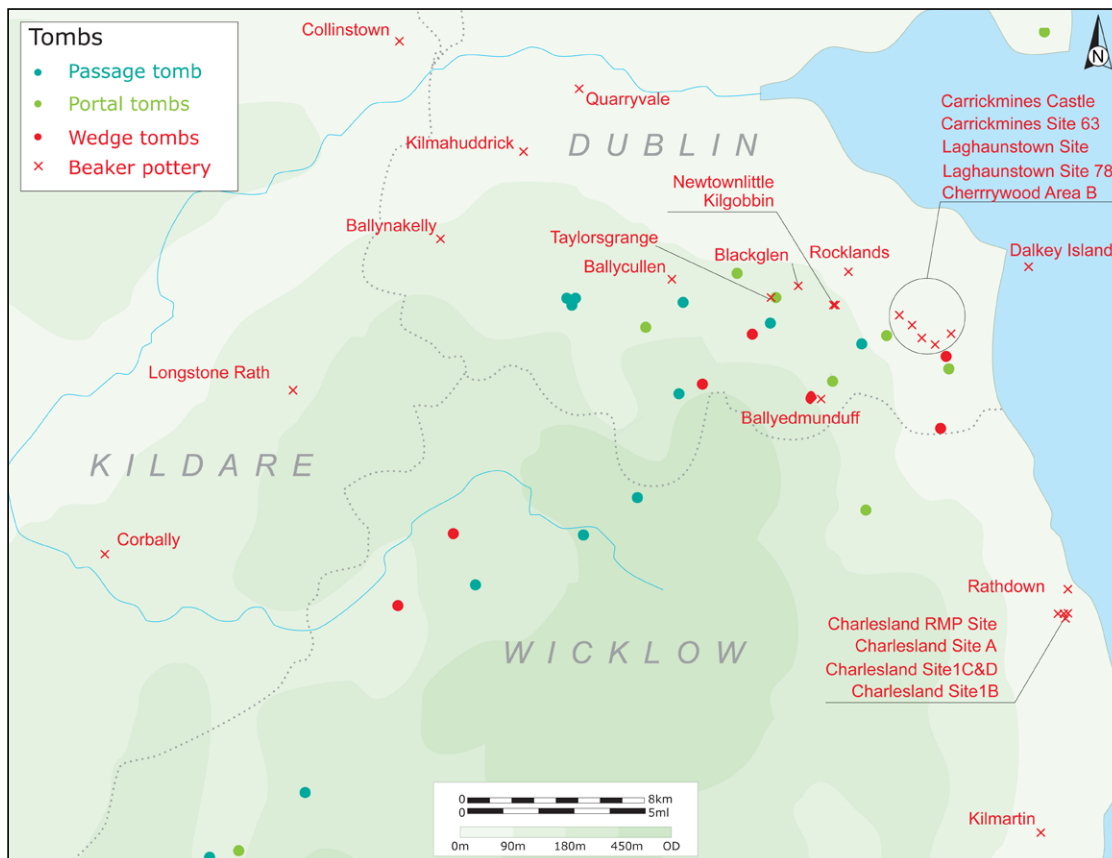 Tombs
Passage tomb
Portal tombs
Wedge tombs
Beaker pottery
Collinstown
N
Quarryvale
Carrickmines Castle
Carrickmines Site 63
Laghaunstown Site
Laghaunstown Site 78
Cherrrywood Area B
Kilmahuddrick
DUBLIN
Newtownlittle
Kilgobbin
Ballynakelly
Taylorsgrange
Blackglen
Rocklands
Dalkey Island
Ballycullen
Longstone Rath
Ballyedmunduff
KILDARE
Corbally
Rathdown
WICKLOW
Charlesland RMP Site
Charlesland Site A
Charlesland Site1C&D
Charlesland Site1B
0 8km
0 5ml
0m 90m 180m 450m OD
Kilmartin